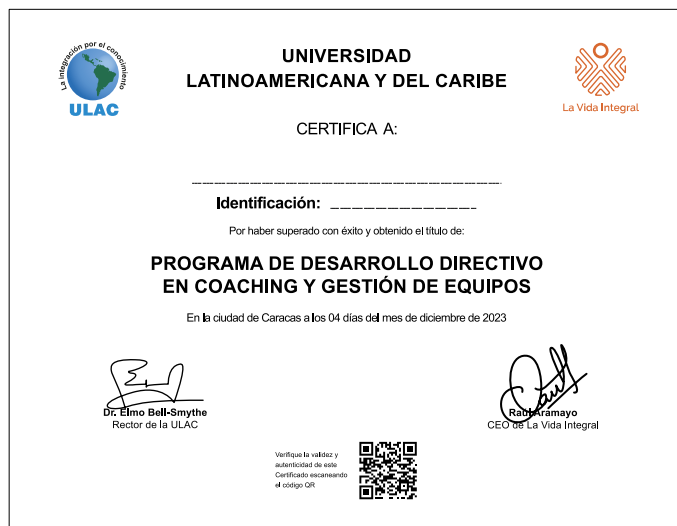 La integración por el conocimiento
ULAC
UNIVERSIDAD
LATINOAMERICANA Y DEL CARIBE
La Vida Integral
CERTIFICA A:
Identificación:
Por haber superado con éxito y obtenido el título de:
PROGRAMA DE DESARROLLO DIRECTIVO
EN COACHING Y GESTIÓN DE EQUIPOS
En la ciudad de Caracas a los 04 días del mes de diciembre de 2023
Dr. Elmo Bell-Smythe
Rector de la ULAC
Raúl Aramayo
CEO de La Vida Integral
Verifique la validez y
autenticidad de este
Certificado escaneando
el código QR